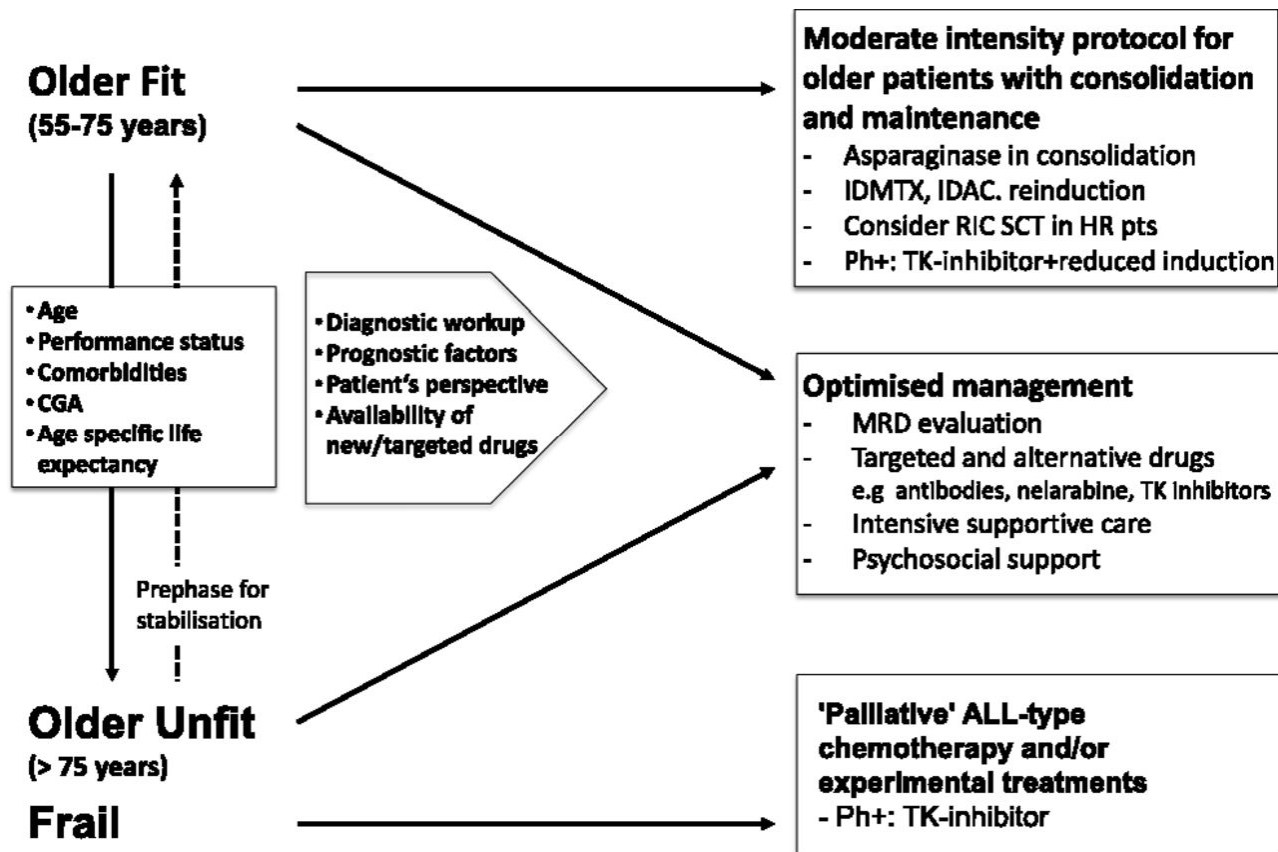 Older Fit
(55-75 years)
• Age
• Performance status
• Comorbidities
• CGA
• Age specific life
expectancy
Prephase for
stabilisation
Older Unfit
(> 75 years)
Frail
• Diagnostic workup
• Prognostic factors
• Patient's perspective
• Availability of
new/targeted drugs
Moderate intensity protocol for
older patients with consolidation
and maintenance
- Asparaginase in consolidation
- IDMTX, IDAC. reinduction
- Consider RIC SCT in HR pts
- Ph+: TK-inhibitor+reduced induction
Optimised management
- MRD evaluation
- Targeted and alternative drugs
e.g antibodies, nelarabine, TK inhibitors
- Intensive supportive care
- Psychosocial support
'Palliative' ALL-type
chemotherapy and/or
experimental treatments
- Ph+: TK-inhibitor